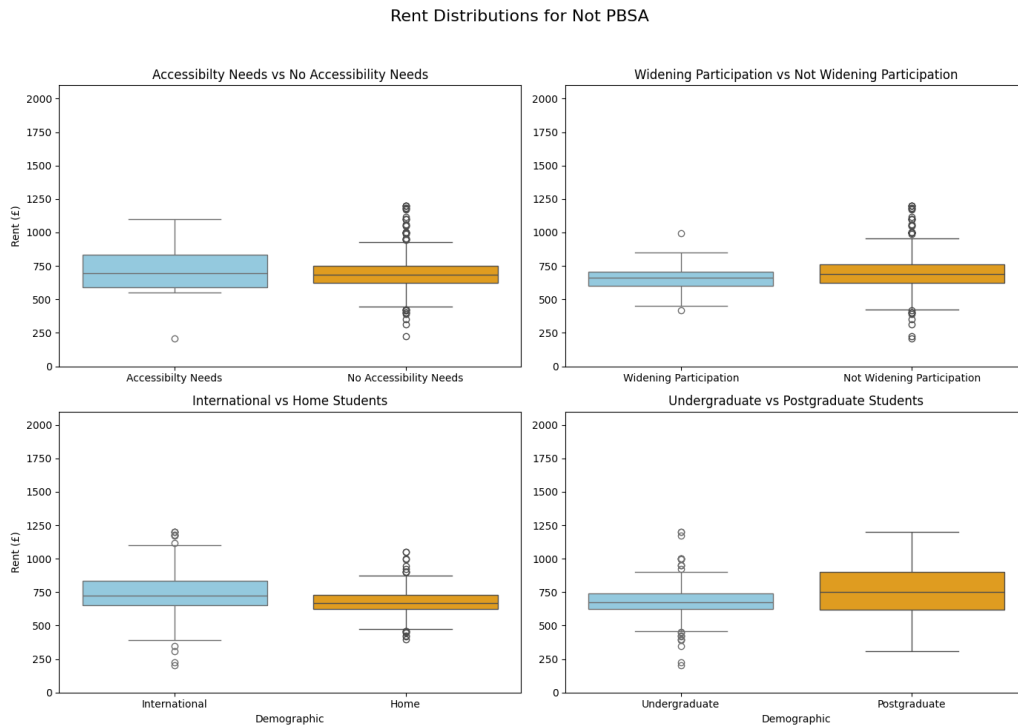 Rent Distributions for Not PBSA
Accessibilty Needs vs No Accessibility Needs
2000
1750
1500
1250
1000
750
500
250
0
Rent (£)
Accessibilty Needs
No Accessibility Needs
Widening Participation vs Not Widening Participation
2000
1750
1500
1250
1000
750
500
250
0
Widening Participation
Not Widening Participation
International vs Home Students
2000
1750
1500
1250
1000
750
500
250
0
Rent (£)
International
Home
Demographic
Undergraduate vs Postgraduate Students
2000
1750
1500
1250
1000
750
500
250
0
Undergraduate
Postgraduate
Demographic